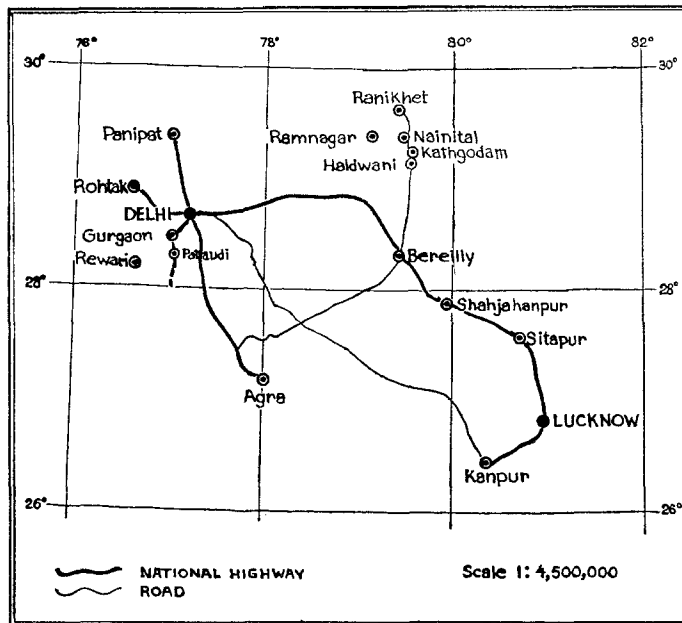 76° 78° 80° 82°
30° 30°
Ranikhet
Panipat Ramnagar Nainital
Kathgodam
Haldwani
Rohtak
DELHI
Gurgaon
Rewari Pataudi Bereilly
28° 28°
Shahjahanpur
Sitapur
Agra
LUCKNOW
Kanpur
26° 26°
NATIONAL HIGHWAY Scale 1: 4,500,000
ROAD